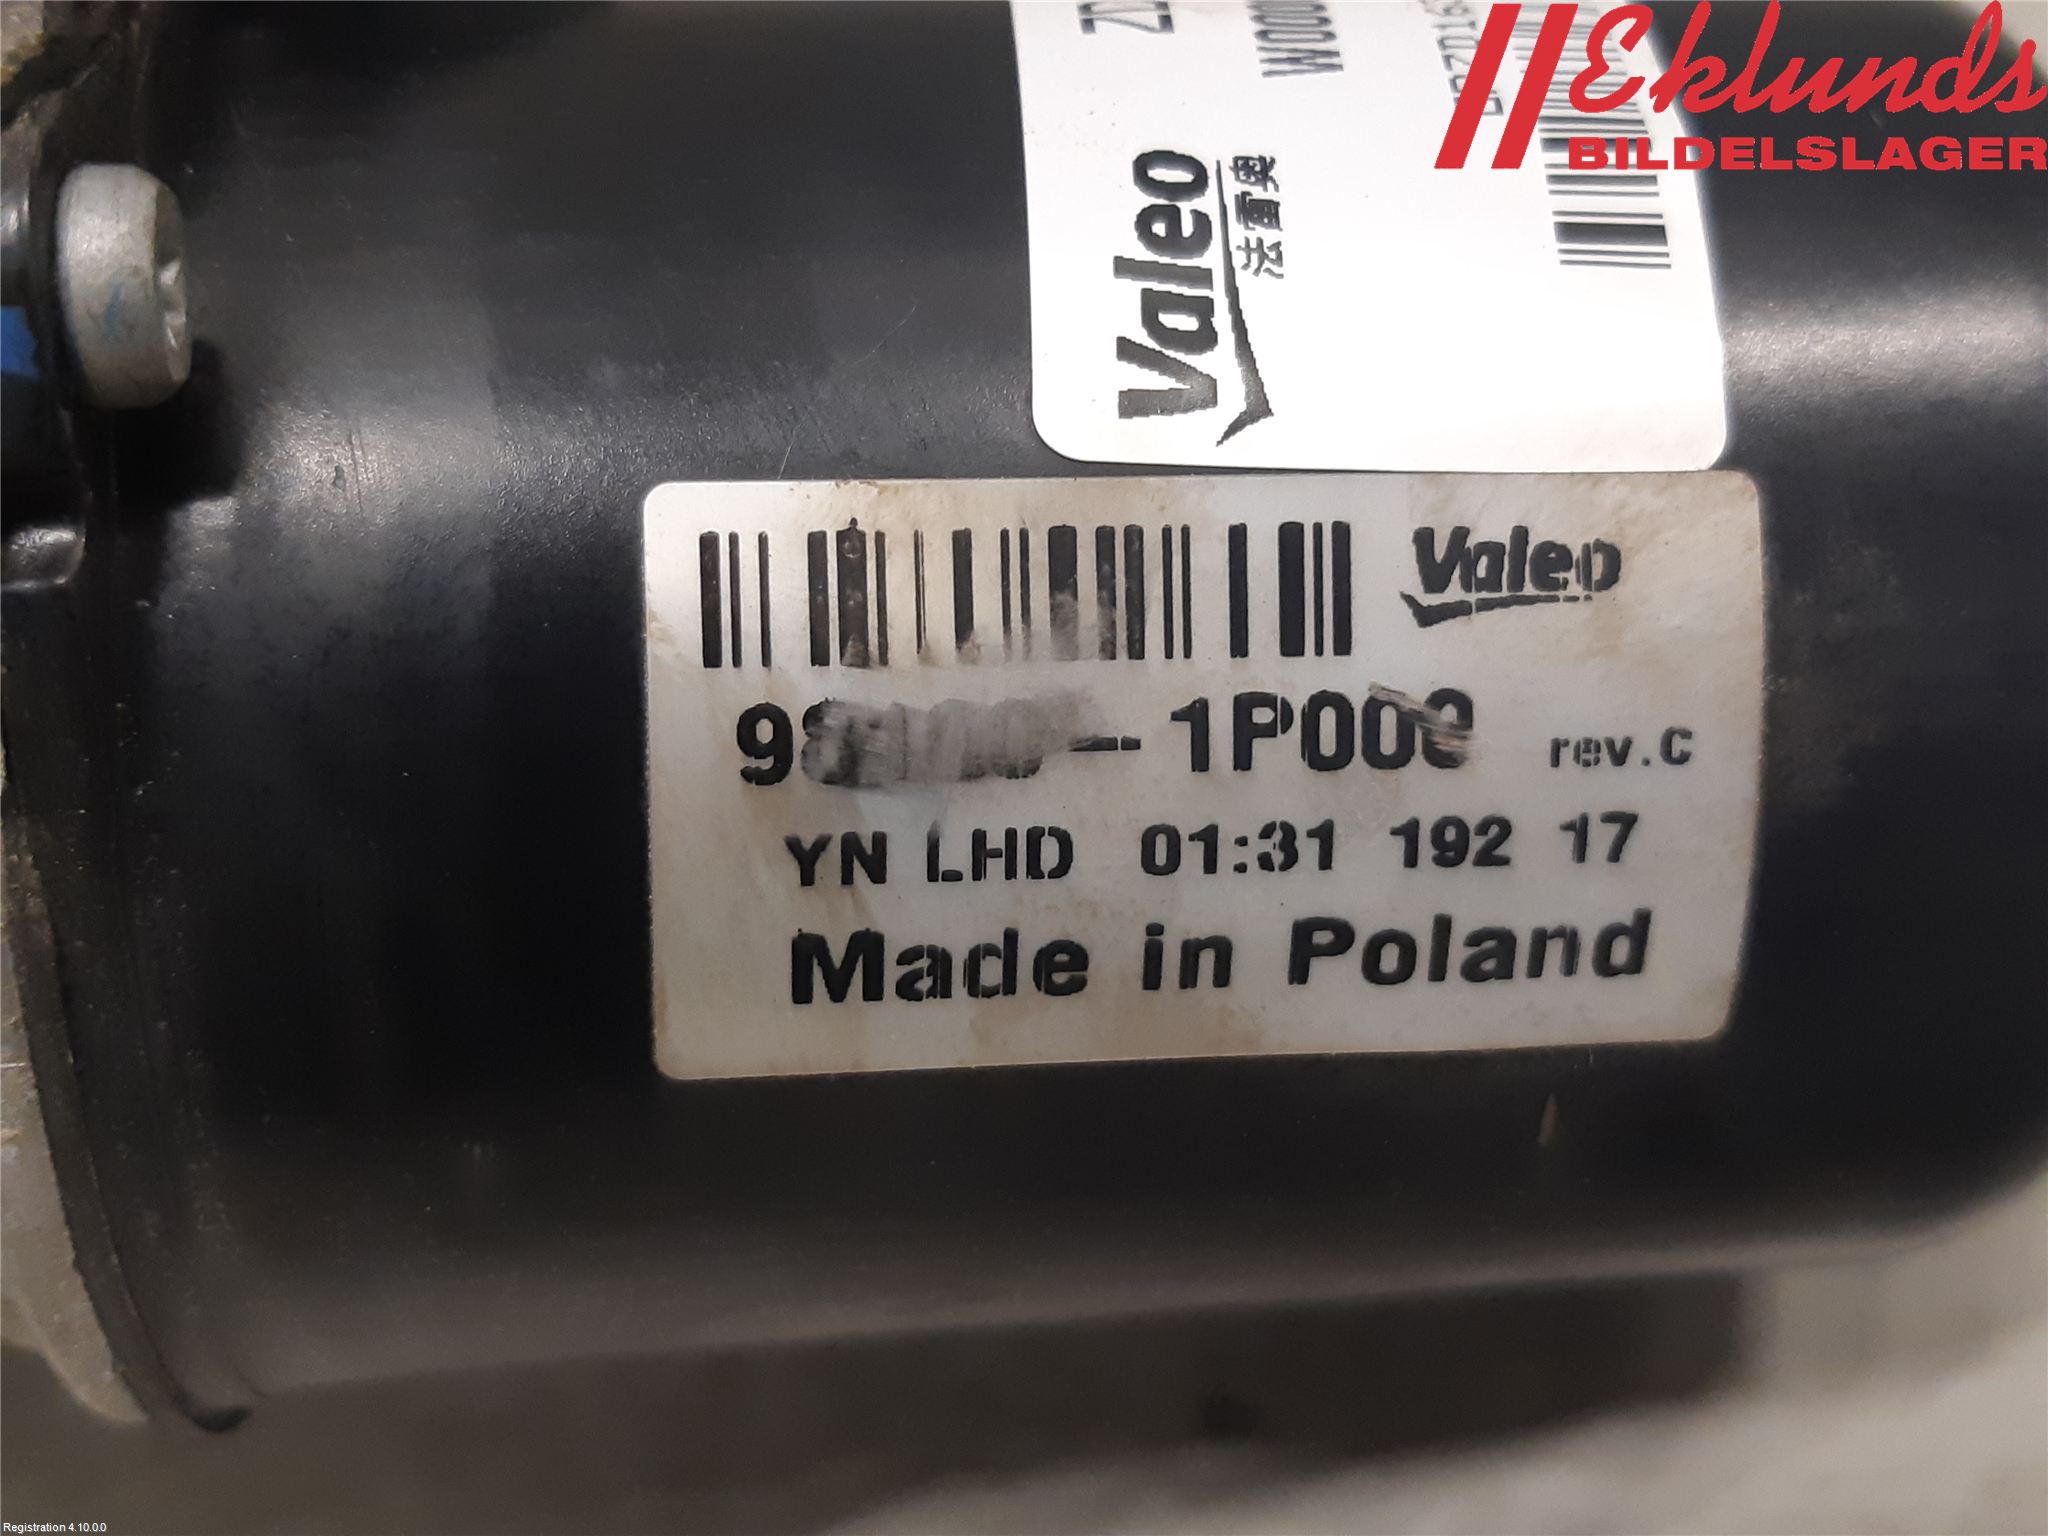 Eklunds
BILDELSLAGER
Valeo
法雷奥
Valeo
rev.C
YN LHD 01:31 192 17
Made in Poland
Registration 4.10.0.0